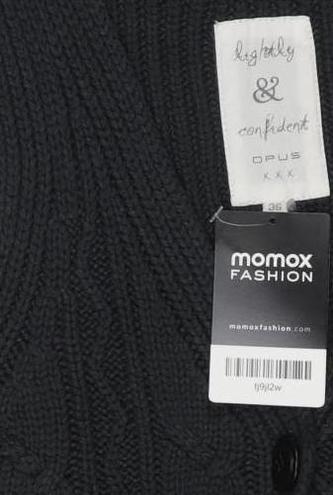 lightly
&
confident
OPUS
x x x
36
momox
FASHION
momoxfashion.com
tj9jl2w